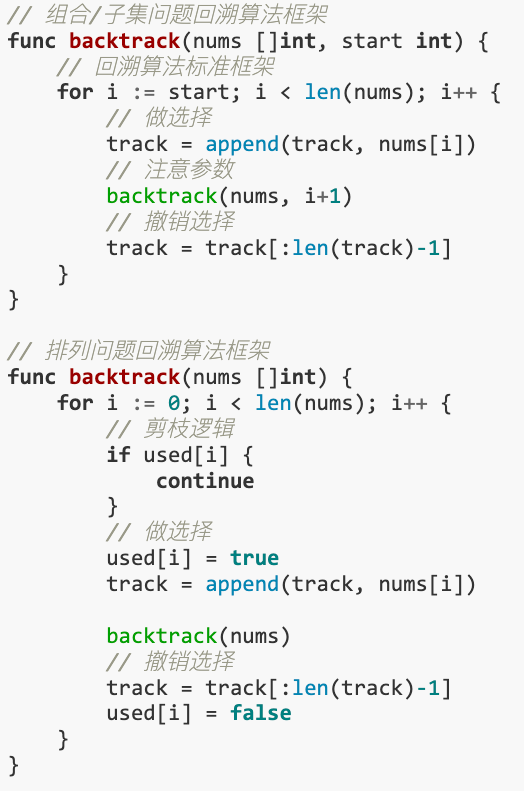 // 组合/子集问题回溯算法框架
func backtrack(nums []int, start int) {
    // 回溯算法标准框架
    for i := start; i < len(nums); i++ {
        // 做选择
        track = append(track, nums[i])
        // 注意参数
        backtrack(nums, i+1)
        // 撤销选择
        track = track[:len(track)-1]
    }
}

// 排列问题回溯算法框架
func backtrack(nums []int) {
    for i := 0; i < len(nums); i++ {
        // 剪枝逻辑
        if used[i] {
            continue
        }
        // 做选择
        used[i] = true
        track = append(track, nums[i])

        backtrack(nums)
        // 撤销选择
        track = track[:len(track)-1]
        used[i] = false
    }
}